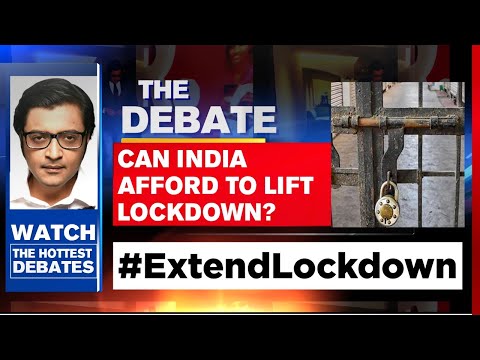 THE
DEBATE
CAN INDIA
AFFORD TO LIFT
LOCKDOWN?
WATCH
THE HOTTEST
DEBATES
#ExtendLockdown